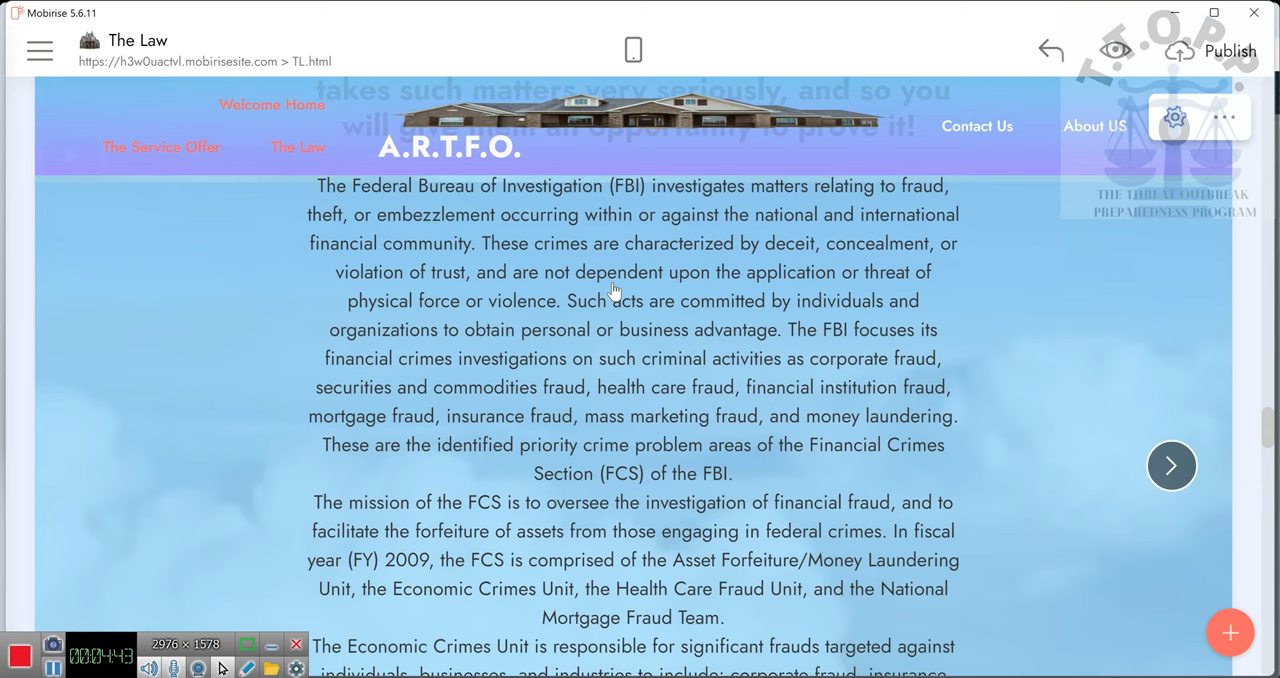 Mobirise 5.6.11
The Law
https://h3w0uactvl.mobirisesite.com > TL.html
Publish
T.T.O.P.P.
takes such matters very seriously, and so you
will
an opportunity to prove it!
Welcome Home
The Service Offer
The Law
A.R.T.F.O.
Contact Us
About US
THE THREAT OUTBREAK
PREPAREDNESS PROGRAM
The Federal Bureau of Investigation (FBI) investigates matters relating to fraud,
theft, or embezzlement occurring within or against the national and international
financial community. These crimes are characterized by deceit, concealment, or
violation of trust, and are not dependent upon the application or threat of
physical force or violence. Such acts are committed by individuals and
organizations to obtain personal or business advantage. The FBI focuses its
financial crimes investigations on such criminal activities as corporate fraud,
securities and commodities fraud, health care fraud, financial institution fraud,
mortgage fraud, insurance fraud, mass marketing fraud, and money laundering.
These are the identified priority crime problem areas of the Financial Crimes
Section (FCS) of the FBI.
The mission of the FCS is to oversee the investigation of financial fraud, and to
facilitate the forfeiture of assets from those engaging in federal crimes. In fiscal
year (FY) 2009, the FCS is comprised of the Asset Forfeiture/Money Laundering
Unit, the Economic Crimes Unit, the Health Care Fraud Unit, and the National
Mortgage Fraud Team.
The Economic Crimes Unit is responsible for significant frauds targeted against
individuals, businesses, and industries to include: corporate fraud, insurance
2976 x 1578
00:04:43